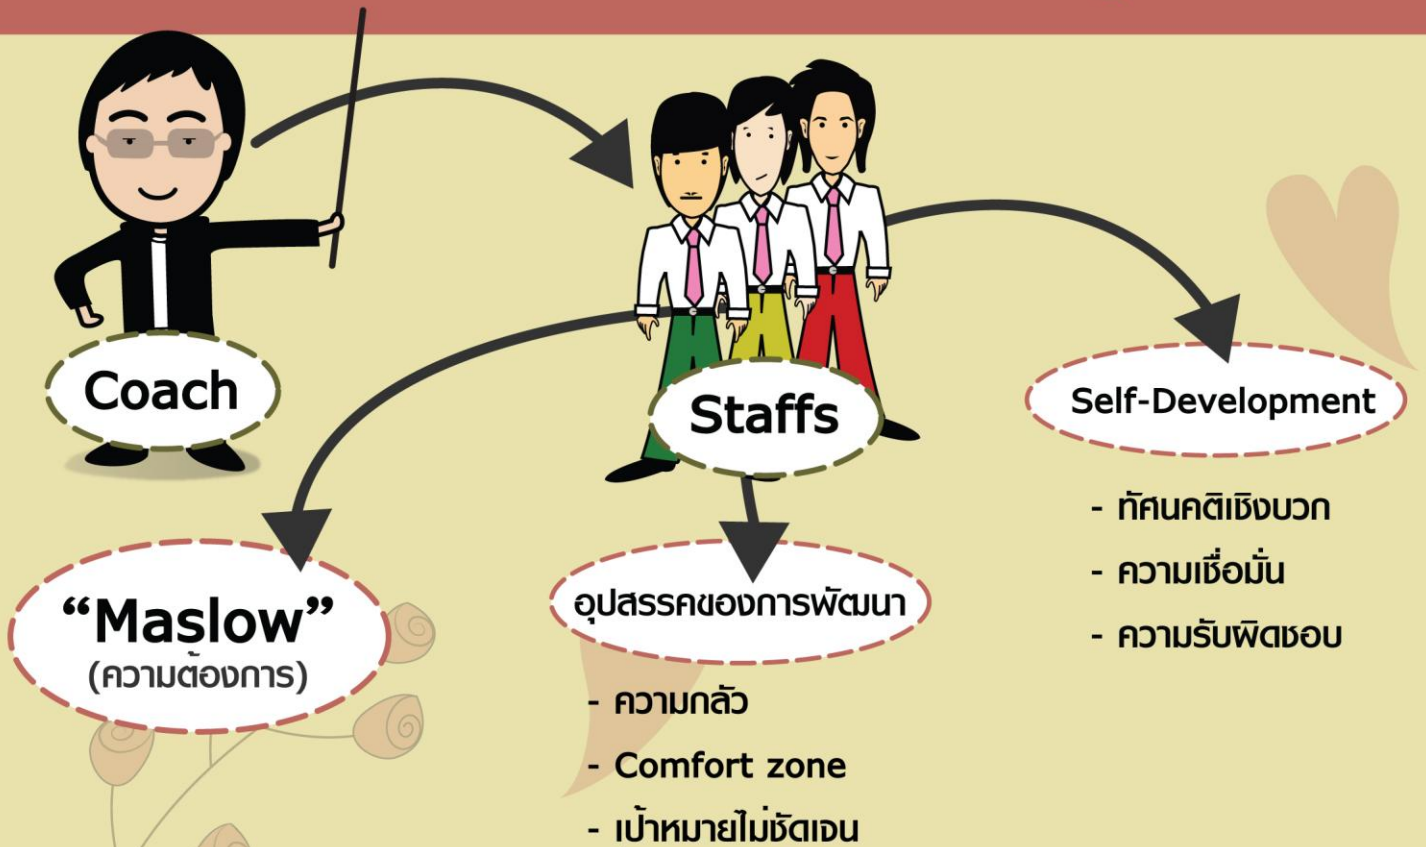 Coach
Staffs
Self-Development
- ทัศนคติเชิงบวก
- ความเชื่อมั่น
- ความรับผิดชอบ
“Maslow”
(ความต้องการ)
อุปสรรคของการพัฒนา
- ความกลัว
- Comfort zone
- เป้าหมายไม่ชัดเจน